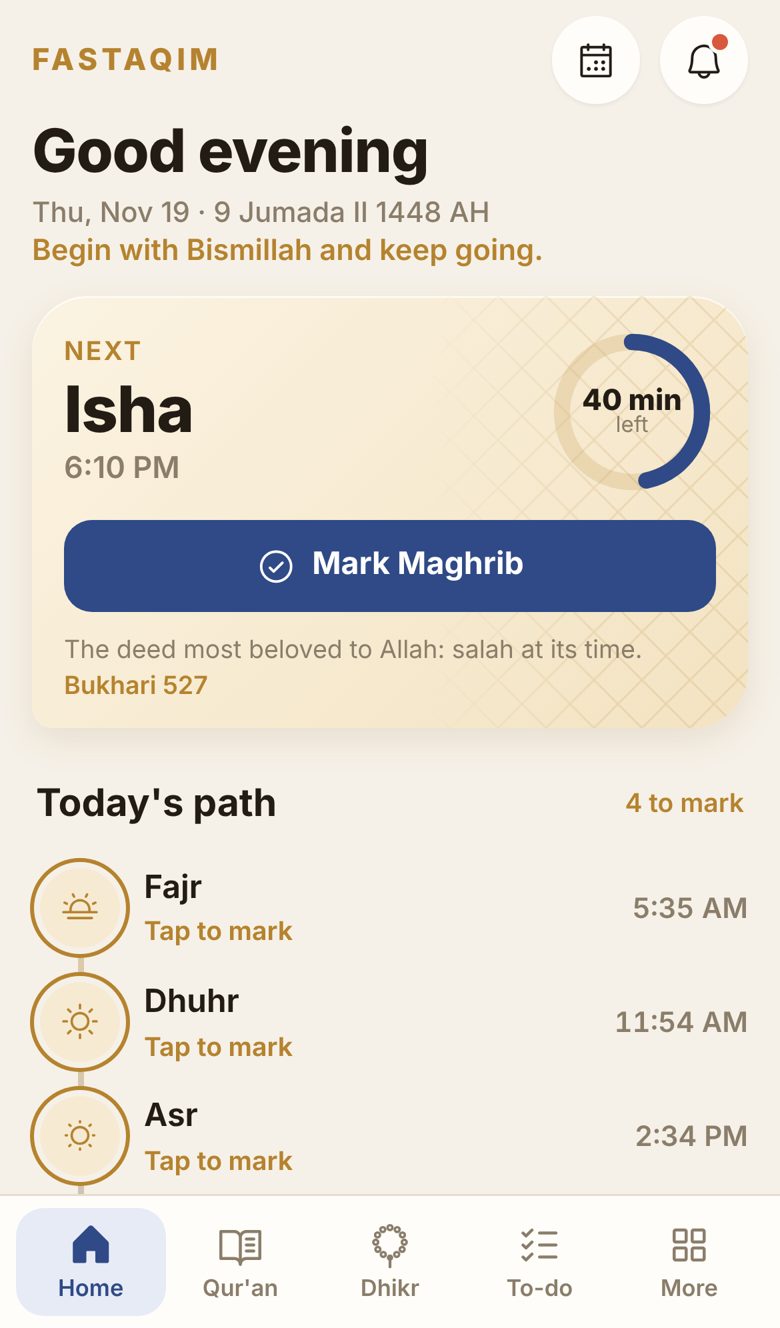 FASTAQIM
Good evening
Thu, Nov 19 · 9 Jumada II 1448 AH
Begin with Bismillah and keep going.
NEXT
Isha
6:10 PM
40 min
left
Mark Maghrib
The deed most beloved to Allah: salah at its time.
Bukhari 527
Today's path
4 to mark
Fajr
Tap to mark
5:35 AM
Dhuhr
Tap to mark
11:54 AM
Asr
Tap to mark
2:34 PM
Home
Qur'an
Dhikr
To-do
More